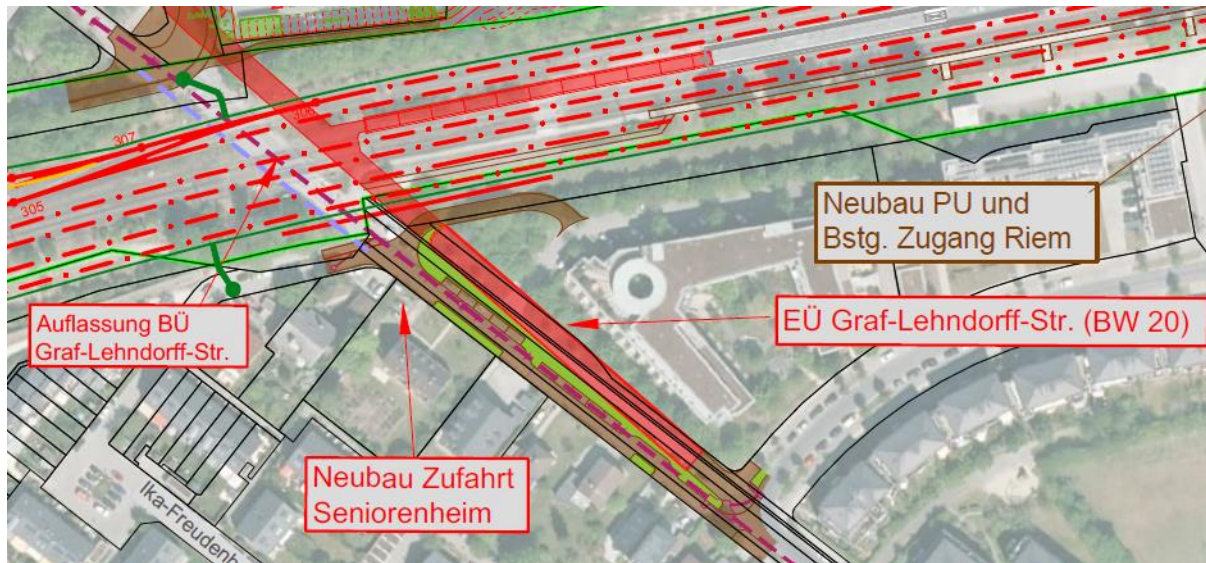 307
305
Neubau PU und
Bstg. Zugang Riem
Auflassung BÜ
Graf-Lehndorff-Str.
EÜ Graf-Lehndorff-Str. (BW 20)
Neubau Zufahrt
Seniorenheim
Ika-Freudenb